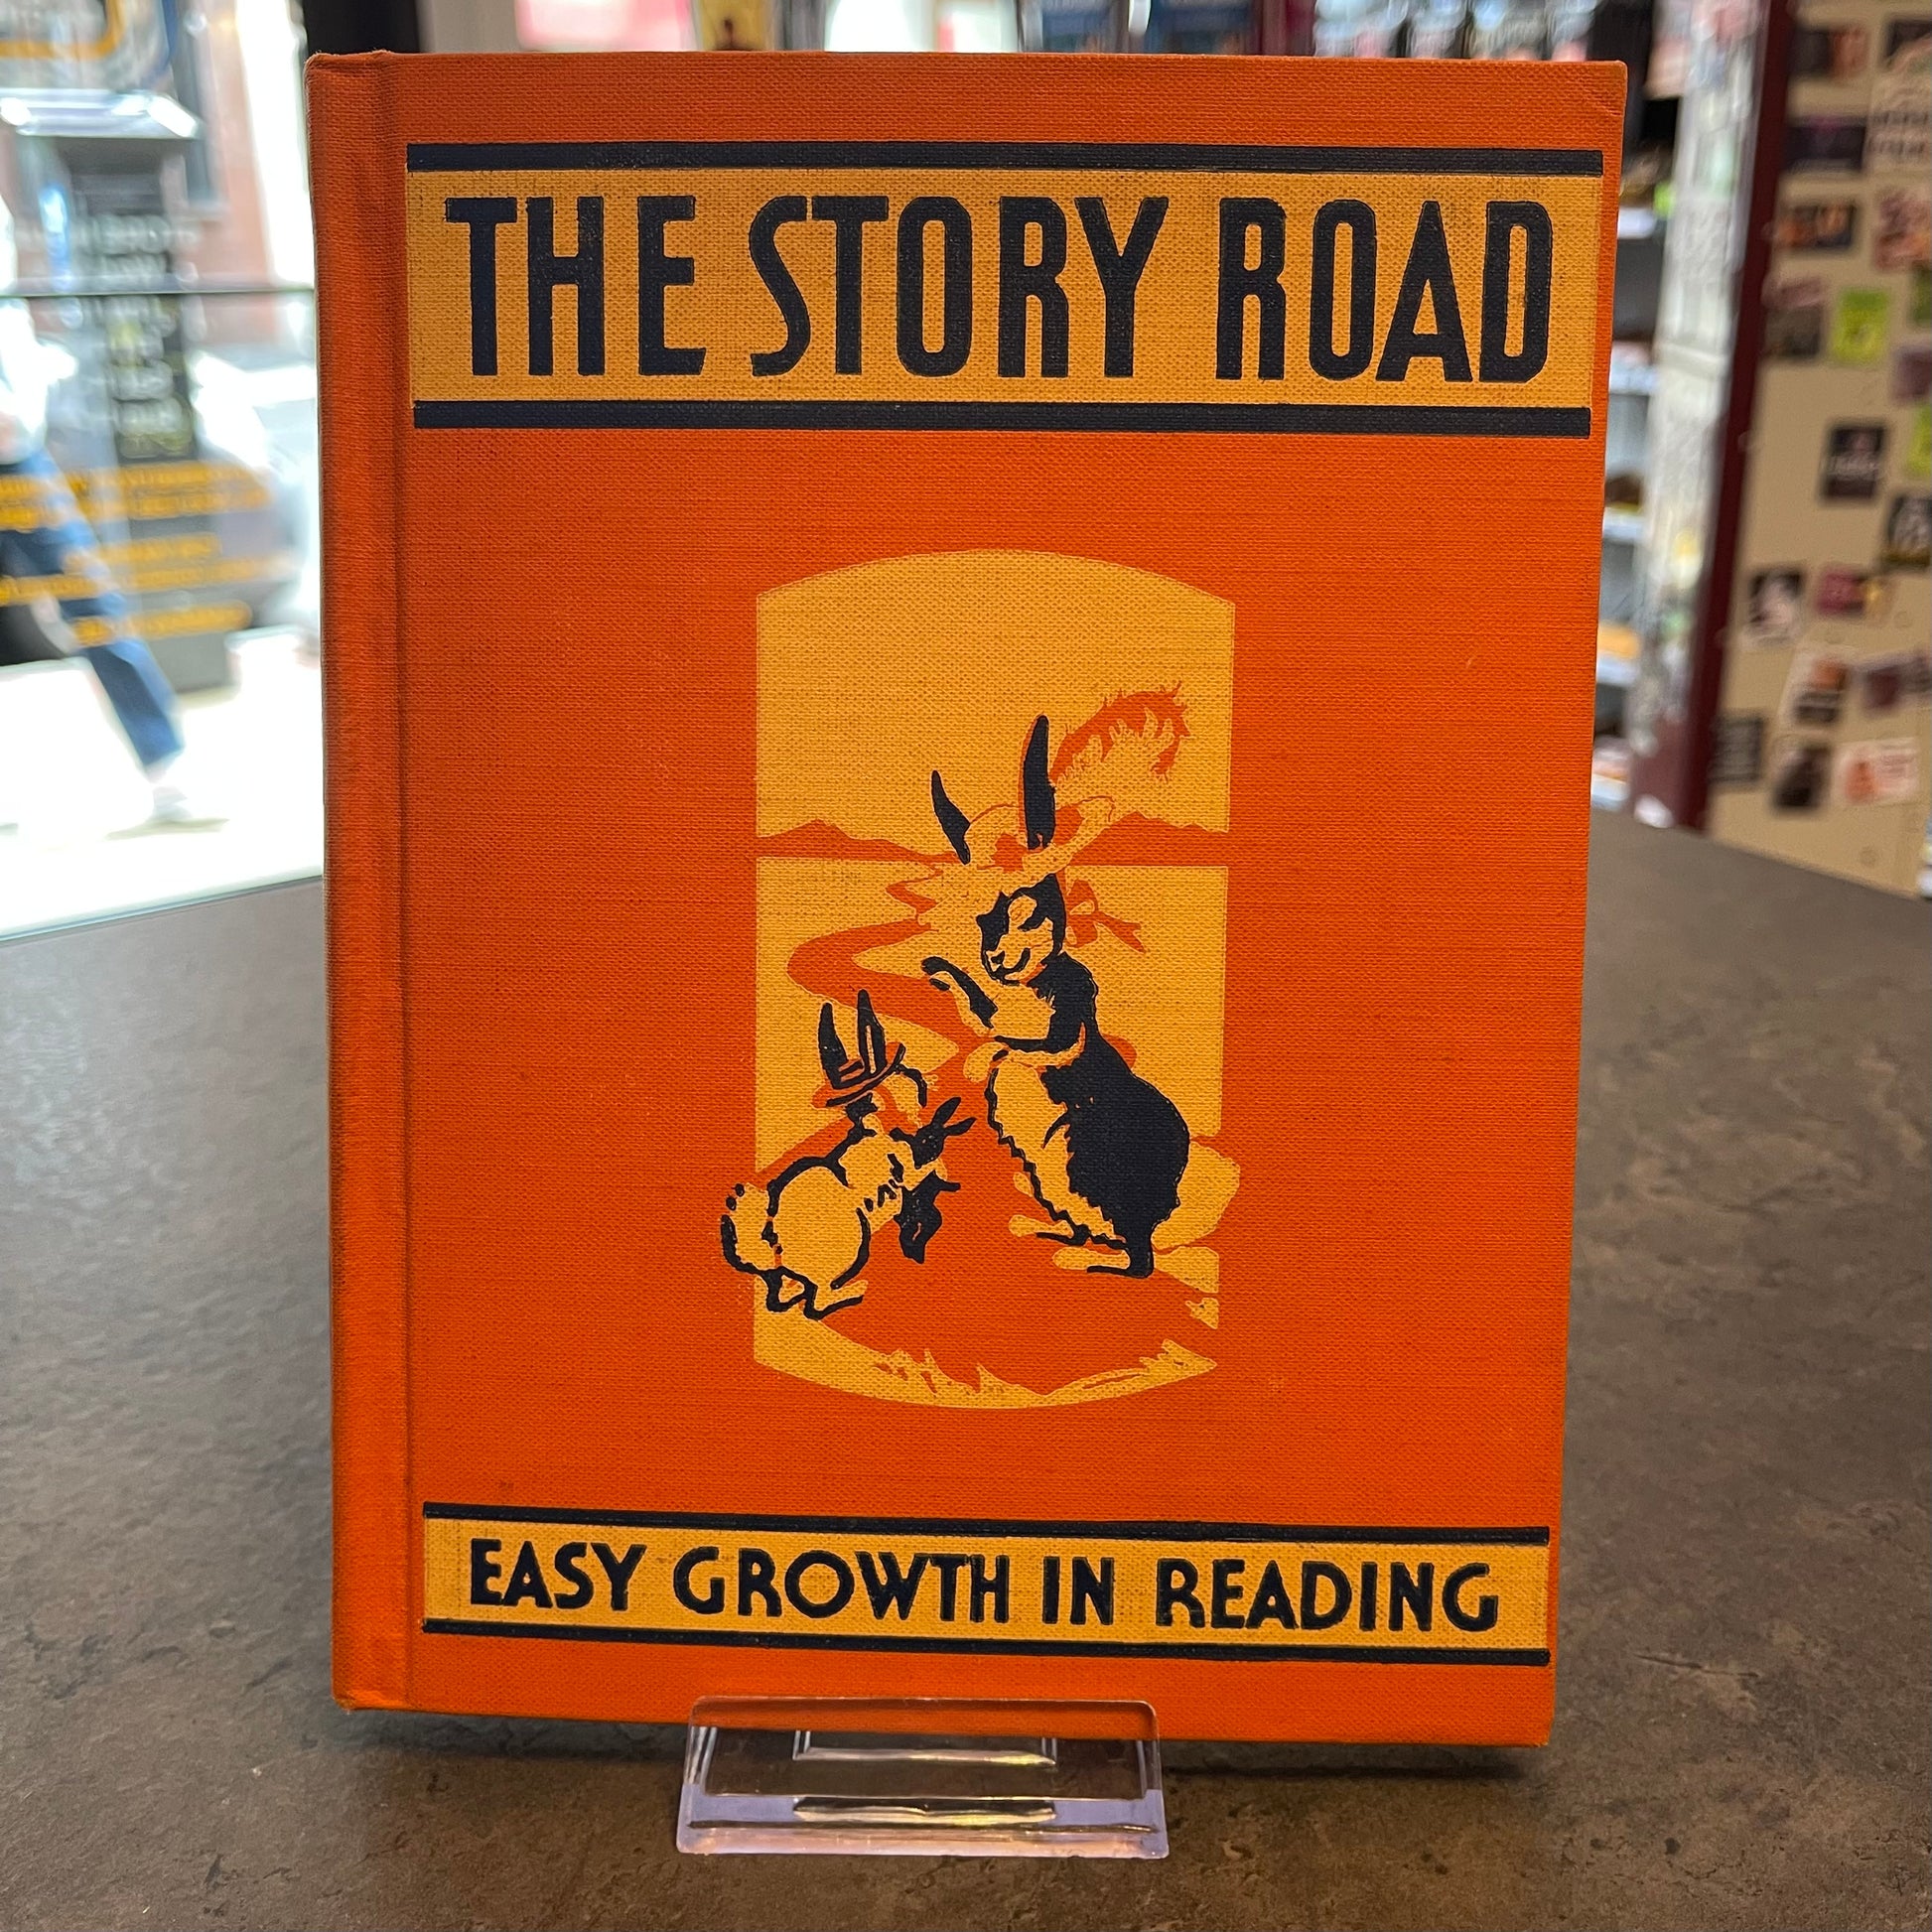 THE STORY ROAD
EASY GROWTH IN READING